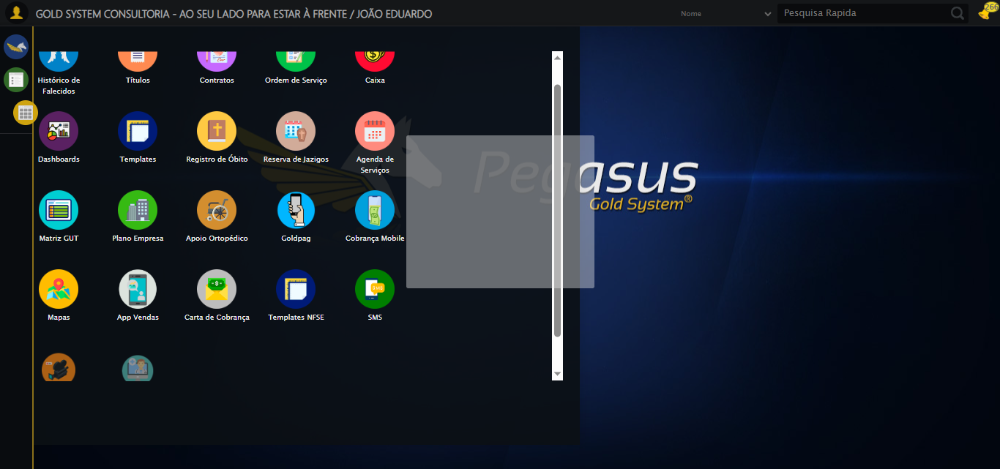 GOLD SYSTEM CONSULTORIA - AO SEU LADO PARA ESTAR À FRENTE / JOÃO EDUARDO
Nome
Pesquisa Rapida
266
Histórico de
Falecidos
Títulos
Contratos
Ordem de Serviço
Caixa
Dashboards
Templates
Registro de Óbito
Reserva de Jazigos
Agenda de
Serviços
Pegasus
Gold System®
Matriz GUT
Plano Empresa
Apoio Ortopédico
Goldpag
Cobrança Mobile
Mapas
App Vendas
Carta de Cobrança
Templates NFSE
SMS
SMS